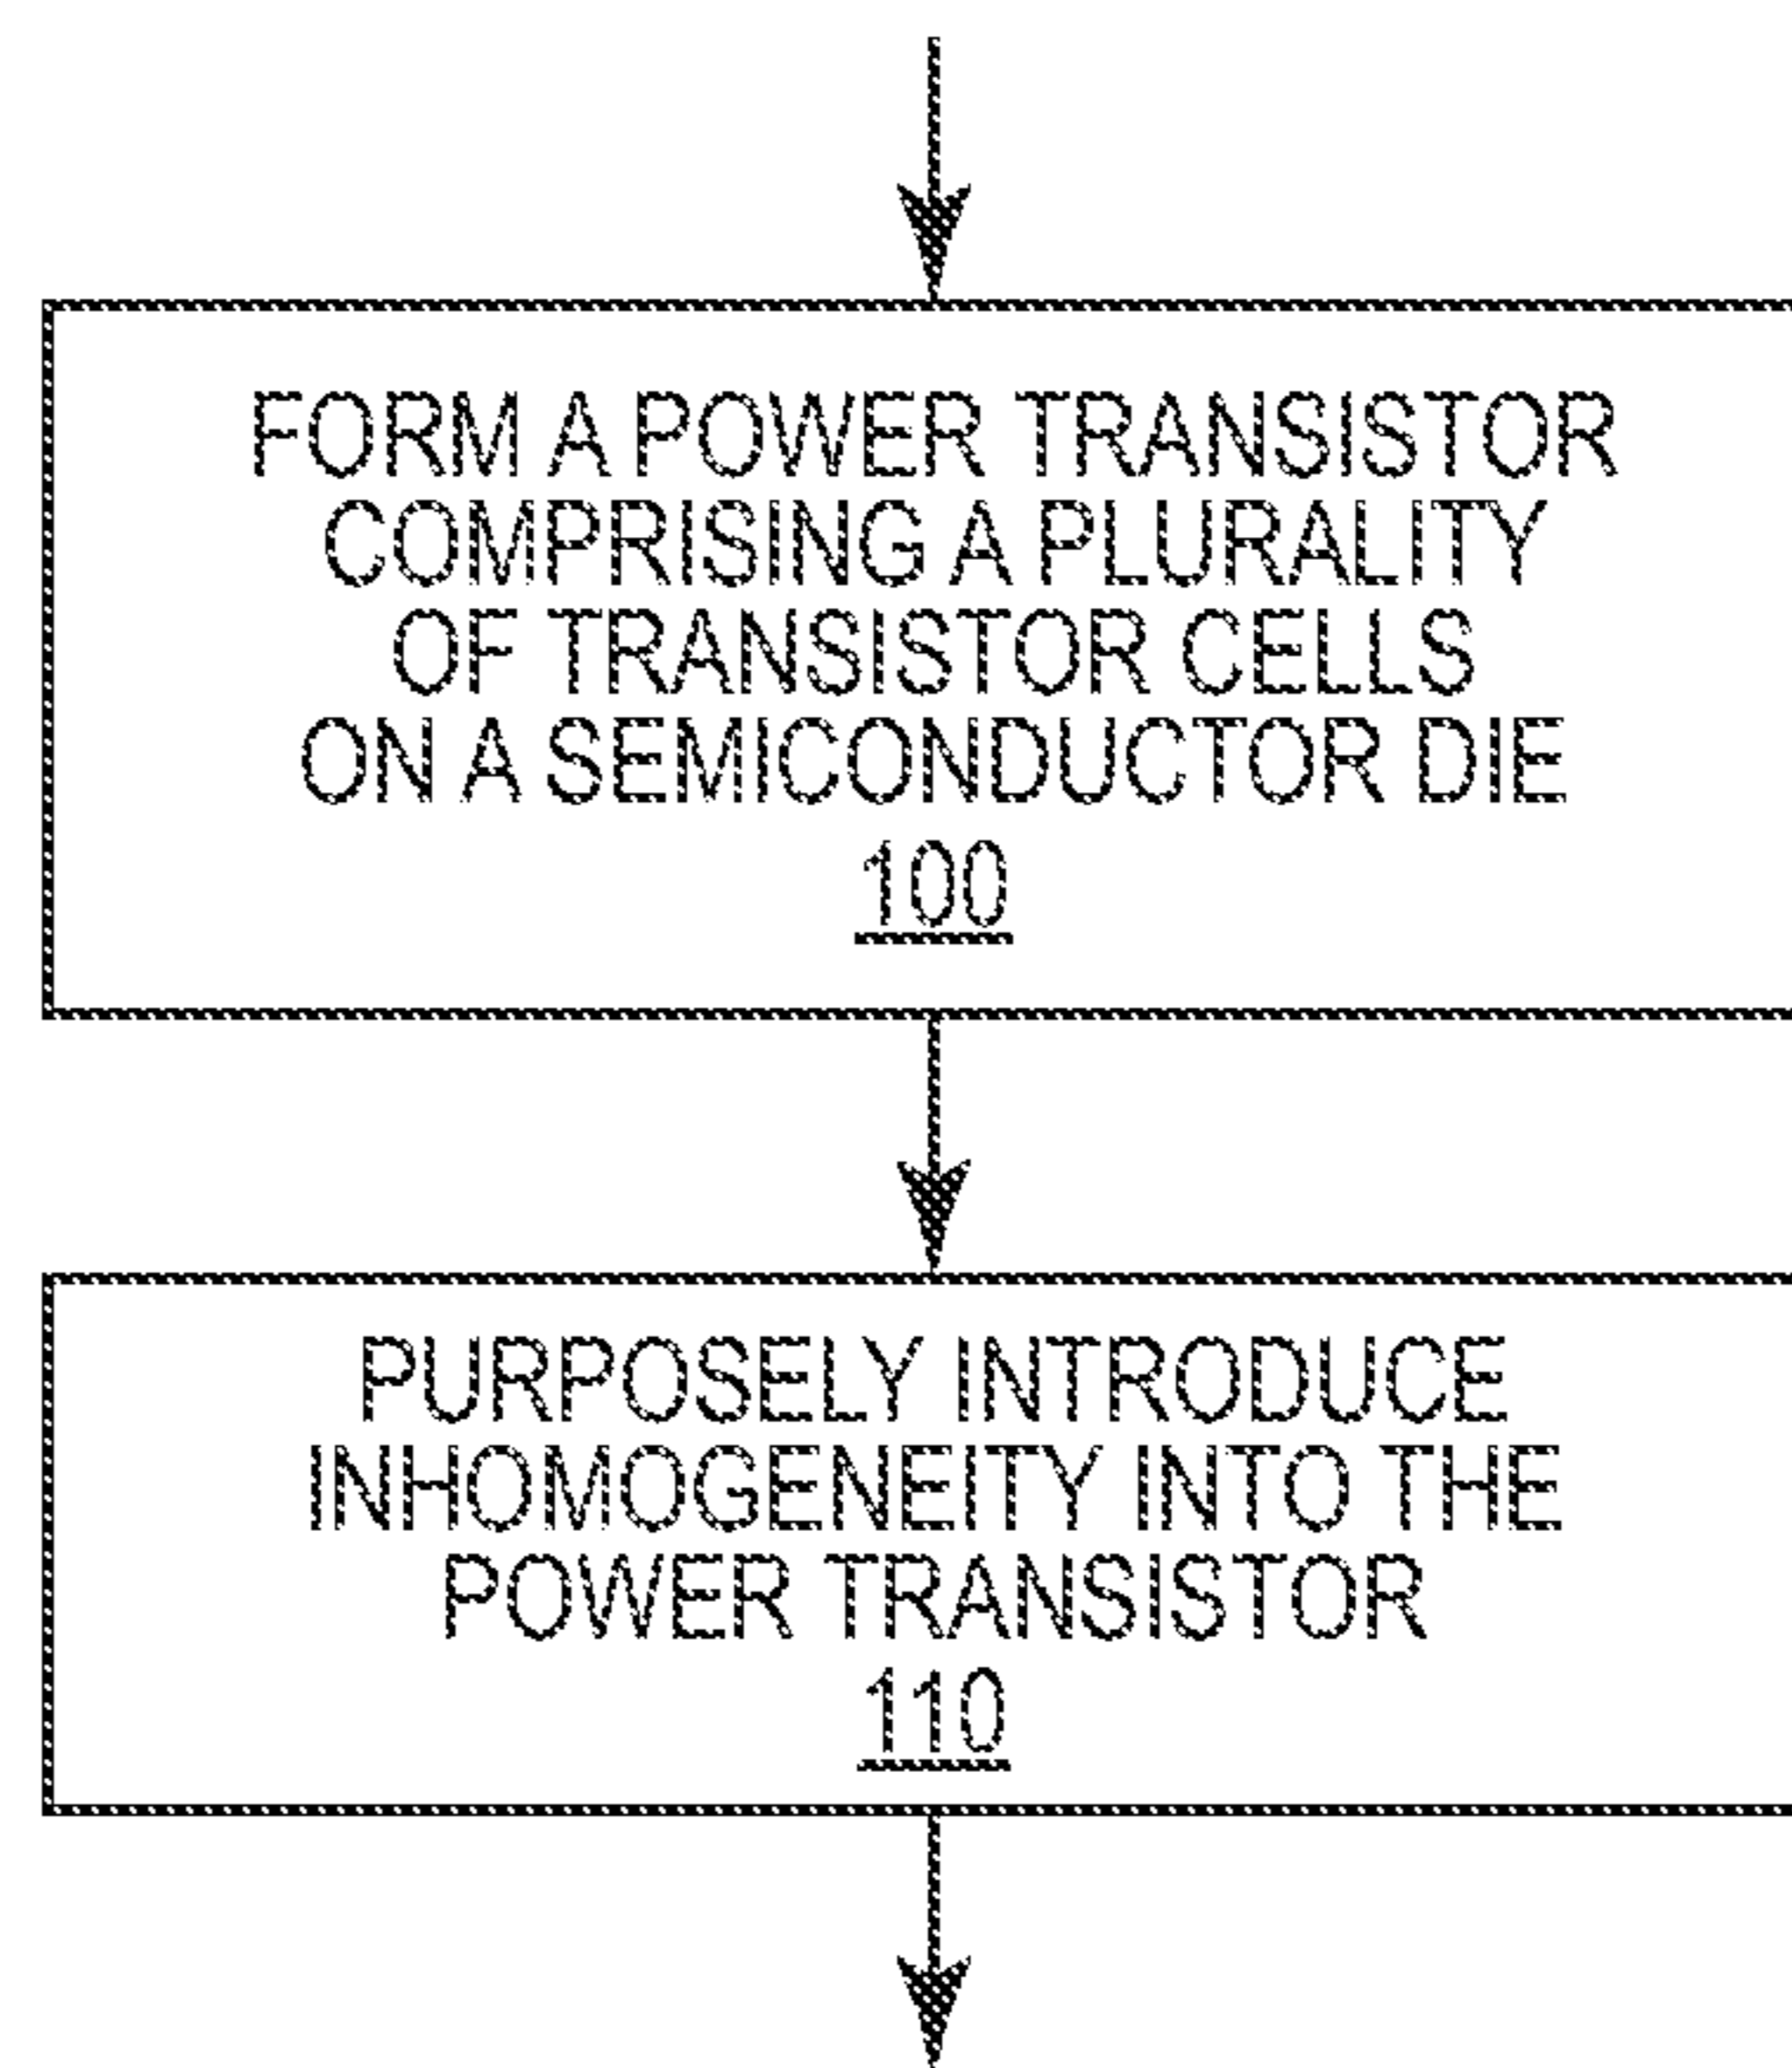 FORM A POWER TRANSISTOR
COMPRISING A PLURALITY
OF TRANSISTOR CELLS
ON A SEMICONDUCTOR DIE
100
PURPOSELY INTRODUCE
INHOMOGENEITY INTO THE
POWER TRANSISTOR
110